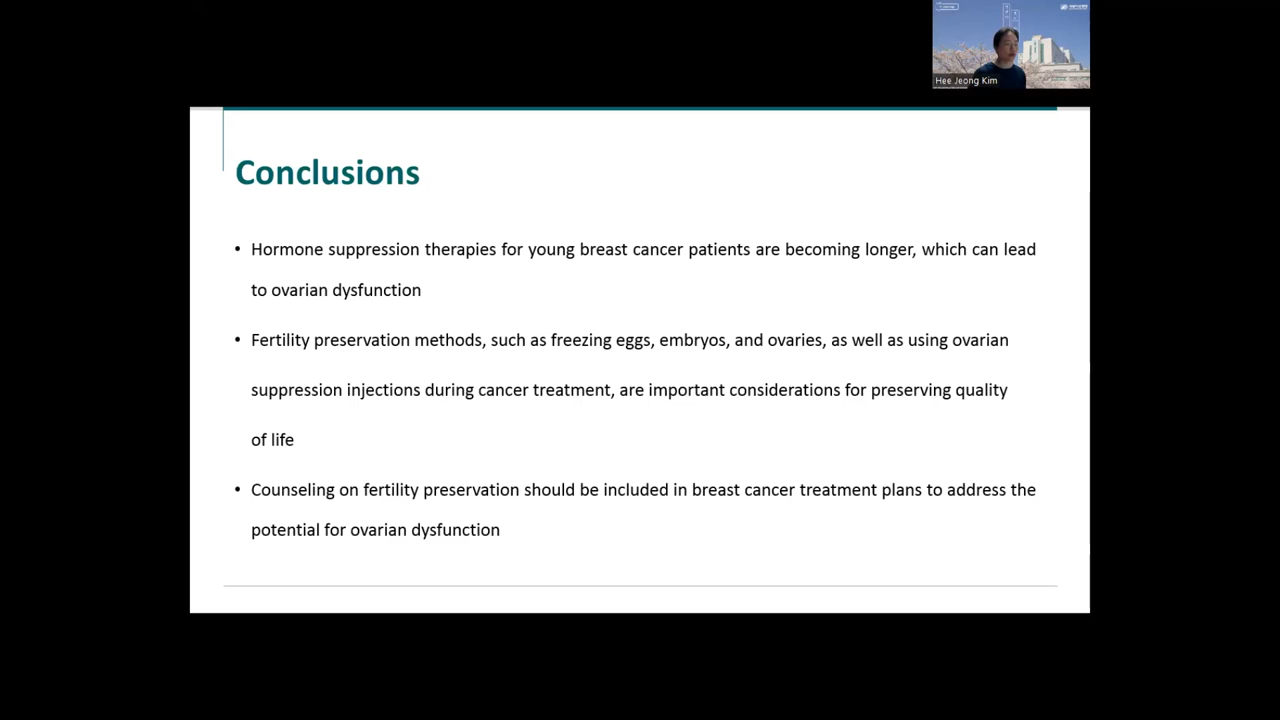 Hee Jeong Kim
Conclusions
• Hormone suppression therapies for young breast cancer patients are becoming longer, which can lead
to ovarian dysfunction
• Fertility preservation methods, such as freezing eggs, embryos, and ovaries, as well as using ovarian
suppression injections during cancer treatment, are important considerations for preserving quality
of life
• Counseling on fertility preservation should be included in breast cancer treatment plans to address the
potential for ovarian dysfunction